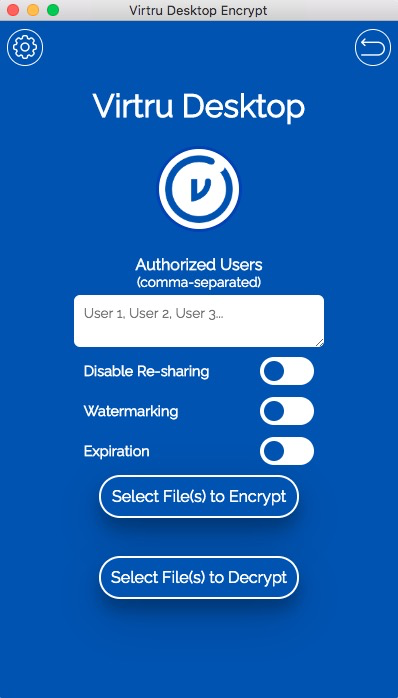 Virtru Desktop Encrypt
Virtru Desktop
Authorized Users
(comma-separated)
User 1, User 2, User 3...
Disable Re-sharing
Watermarking
Expiration
Select File(s) to Encrypt
Select File(s) to Decrypt